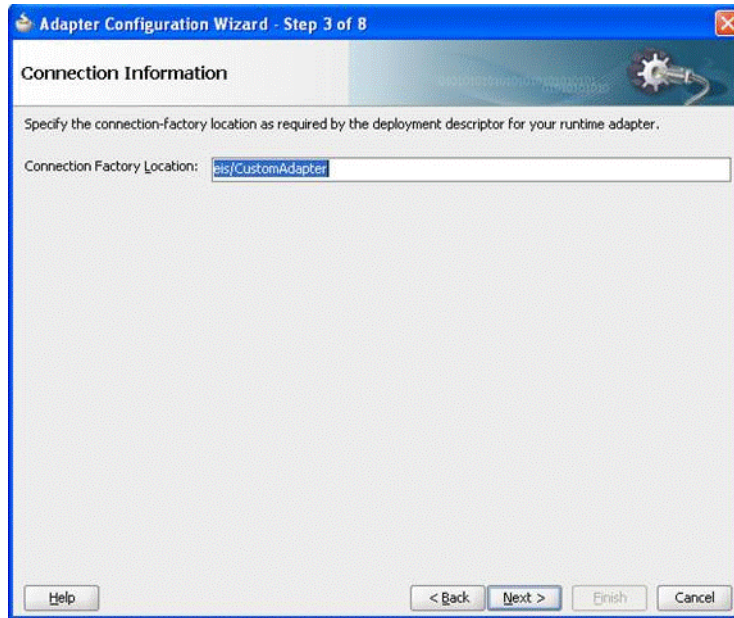 Adapter Configuration Wizard - Step 3 of 8
Connection Information
Specify the connection-factory location as required by the deployment descriptor for your runtime adapter.
Connection Factory Location: eis/CustomAdapter
Help < Back Next > Finish Cancel